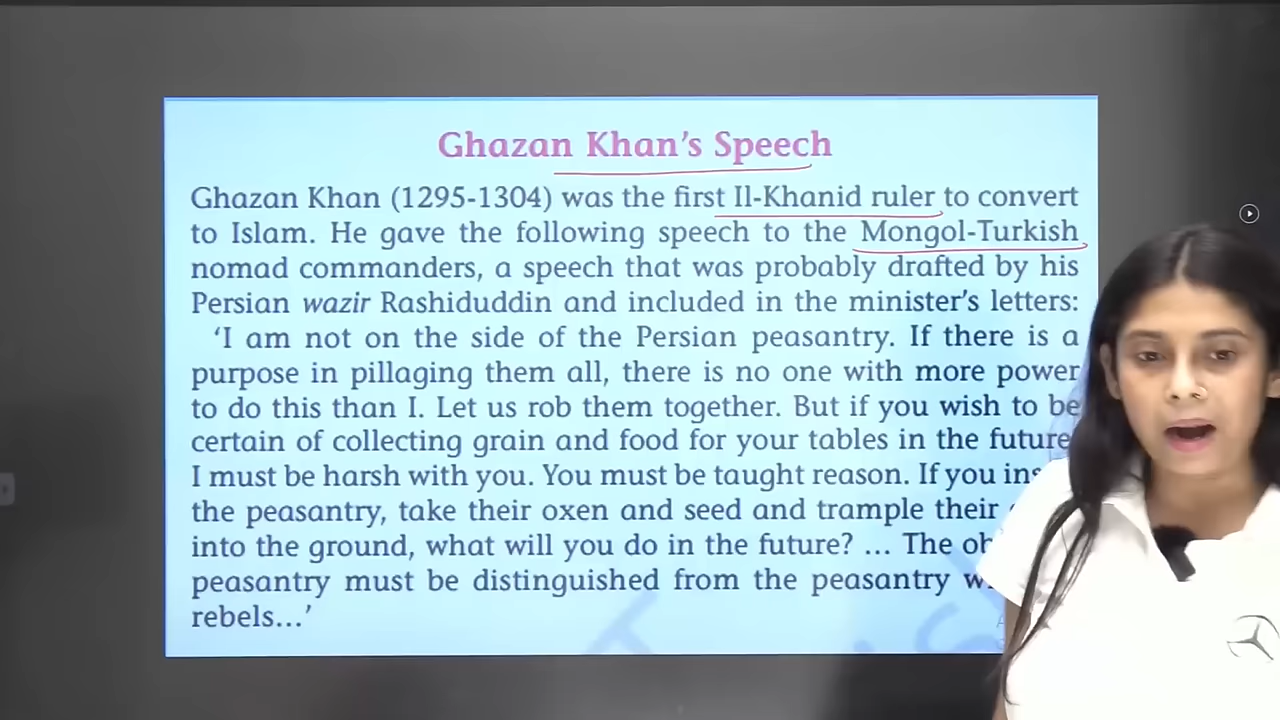 Ghazan Khan's Speech
Ghazan Khan (1295-1304) was the first Il-Khanid ruler to convert
to Islam. He gave the following speech to the Mongol-Turkish
nomad commanders, a speech that was probably drafted by his
Persian wazir Rashiduddin and included in the minister's letters:
'I am not on the side of the Persian peasantry. If there is a
purpose in pillaging them all, there is no one with more power
to do this than I. Let us rob them together. But if you wish to be
certain of collecting grain and food for your tables in the future
I must be harsh with you. You must be taught reason. If you
the peasantry, take their oxen and seed and trample their
into the ground, what will you do in the future? ... The
peasantry must be distinguished from the peasantry
rebels...'